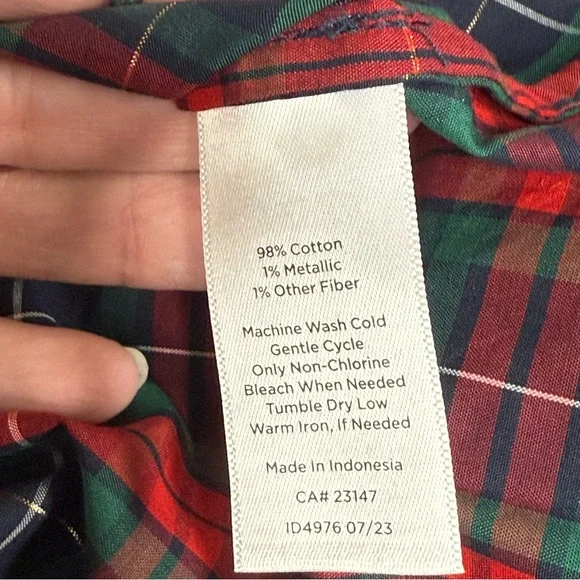 98% Cotton
1% Metallic
1% Other Fiber
Machine Wash Cold
Gentle Cycle
Only Non-Chlorine
Bleach When Needed
Tumble Dry Low
Warm Iron, If Needed
Made In Indonesia
CA# 23147
ID4976 07/23